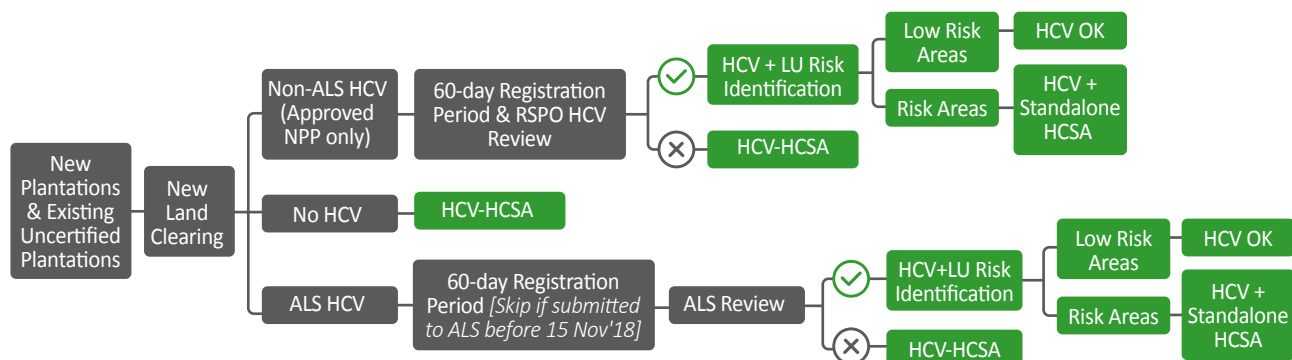 New
Plantations
& Existing
Uncertified
Plantations
New
Land
Clearing
Non-ALS HCV
(Approved
NPP only)
60-day Registration
Period & RSPO HCV
Review
HCV + LU Risk
Identification
Low Risk
Areas
HCV OK
Risk Areas
HCV +
Standalone
HCSA
HCV-HCSA
No HCV
HCV-HCSA
ALS HCV
60-day Registration
Period [Skip if submitted
to ALS before 15 Nov'18]
ALS Review
HCV+LU Risk
Identification
Low Risk
Areas
HCV OK
Risk Areas
HCV +
Standalone
HCSA
HCV-HCSA